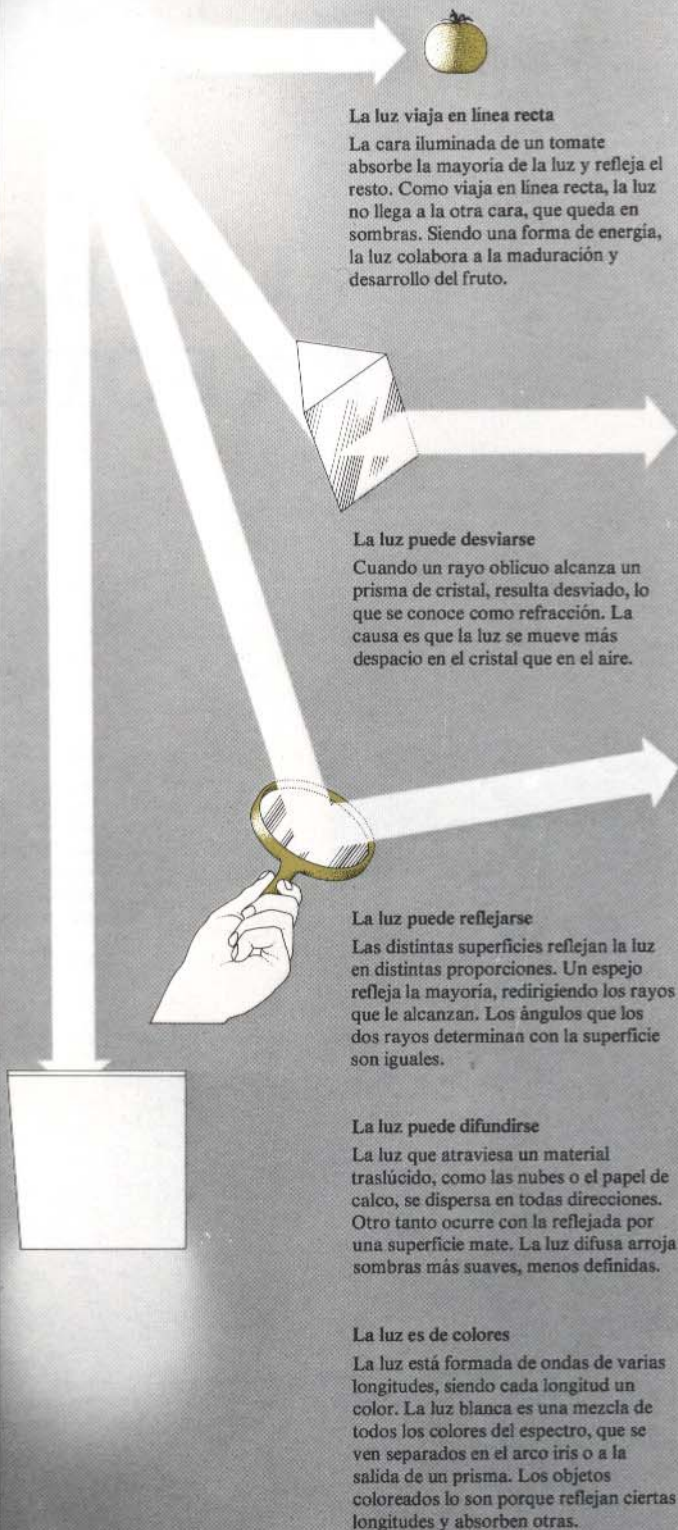 La luz viaja en línea recta
La cara iluminada de un tomate
absorbe la mayoría de la luz y refleja el
resto. Como viaja en línea recta, la luz
no llega a la otra cara, que queda en
sombras. Siendo una forma de energía,
la luz colabora a la maduración y
desarrollo del fruto.
La luz puede desviarse
Cuando un rayo oblicuo alcanza un
prisma de cristal, resulta desviado, lo
que se conoce como refracción. La
causa es que la luz se mueve más
despacio en el cristal que en el aire.
La luz puede reflejarse
Las distintas superficies reflejan la luz
en distintas proporciones. Un espejo
refleja la mayoría, redirigiendo los rayos
que le alcanzan. Los ángulos que los
dos rayos determinan con la superficie
son iguales.
La luz puede difundirse
La luz que atraviesa un material
traslúcido, como las nubes o el papel de
calco, se dispersa en todas direcciones.
Otro tanto ocurre con la reflejada por
una superficie mate. La luz difusa arroja
sombras más suaves, menos definidas.
La luz es de colores
La luz está formada de ondas de varias
longitudes, siendo cada longitud un
color. La luz blanca es una mezcla de
todos los colores del espectro, que se
ven separados en el arco iris o a la
salida de un prisma. Los objetos
coloreados lo son porque reflejan ciertas
longitudes y absorben otras.